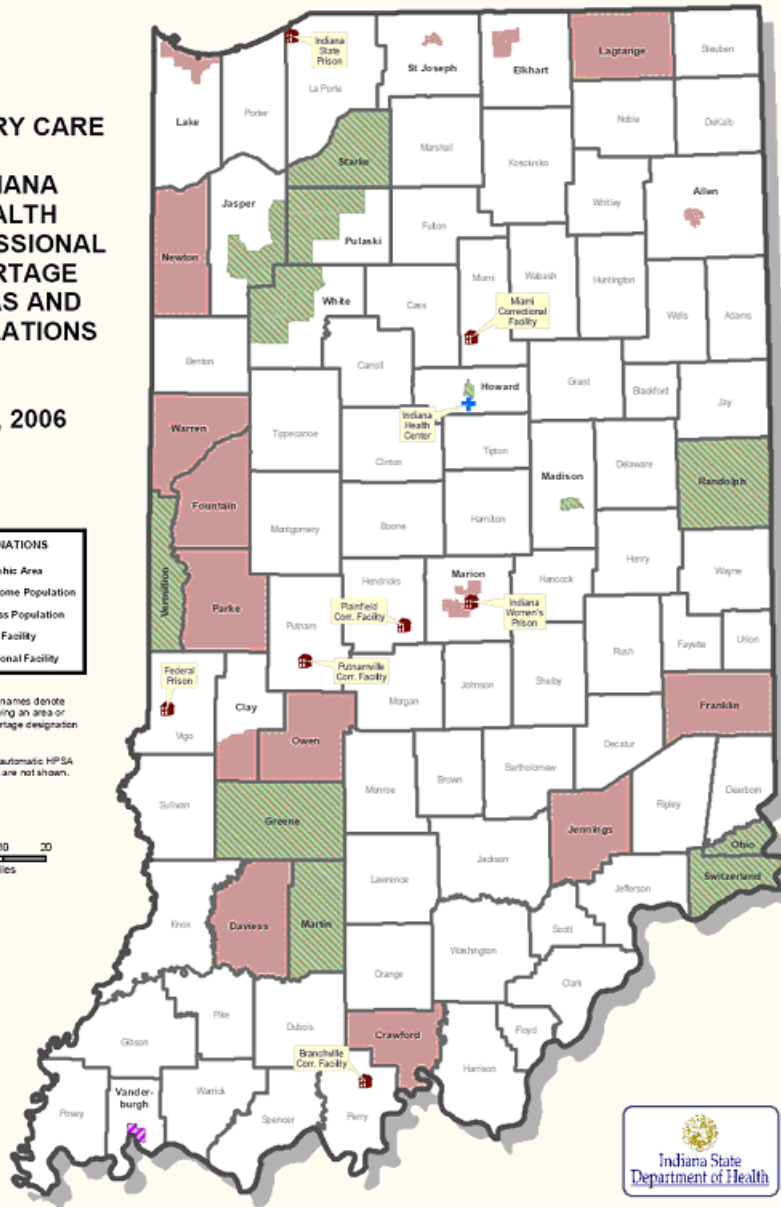 RY CARE
IANA
ALTH
SSIONAL
RTAGE
AS AND
LATIONS
, 2006
NATIONS
hic Area
ome Population
ss Population
Facility
onal Facility
names denote
ving an area or
rtage designation
automatic HPSA
are not shown.
10 20
iles
Indiana
State
Prison
St Joseph
Elkhart
Lagrange
Steuben
La Porte
Lake
Porter
Marshall
Noble
DeKalb
Starke
Kosciusko
Jasper
Allen
Whitley
Newton
Pulaski
Fulton
Miami
Wabash
Huntington
White
Cass
Miami
Correctional
Facility
Wells
Adams
Benton
Carroll
Howard
Grant
Blackford
Jay
Warren
Indiana
Health
Center
Tippecanoe
Clinton
Tipton
Madison
Delaware
Randolph
Fountain
Montgomery
Boone
Hamilton
Henry
Wayne
Vermillion
Parke
Hendricks
Marion
Hancock
Plainfield
Corr. Facility
Indiana
Women's
Prison
Putnam
Rush
Fayette
Union
Federal
Prison
Putnamville
Corr. Facility
Johnson
Shelby
Morgan
Clay
Franklin
Vigo
Owen
Decatur
Monroe
Brown
Bartholomew
Sullivan
Ripley
Dearborn
Greene
Jennings
Ohio
Jackson
Lawrence
Switzerland
Jefferson
Knox
Daviess
Martin
Scott
Washington
Orange
Clark
Pike
Dubois
Crawford
Floyd
Gibson
Harrison
Branchville
Corr. Facility
Vander-
burgh
Warrick
Posey
Spencer
Perry
Indiana State
Department of Health